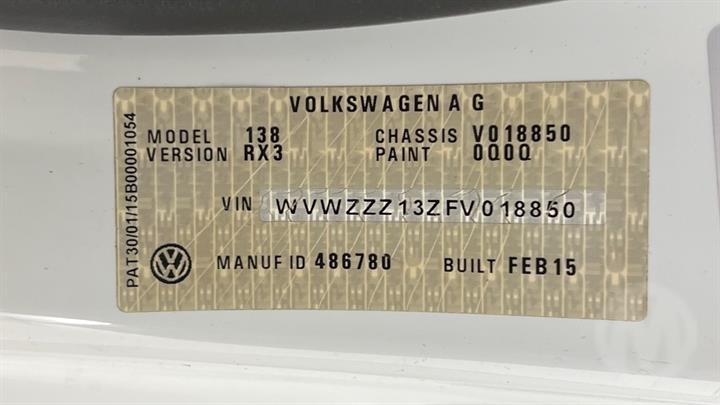 VOLKSWAGEN AG
MODEL 138 CHASSIS V018850
VERSION RX3 PAINT 0Q0Q
VIN WVWZZZ13ZFV018850
MANUF ID 486780 BUILT FEB15
PAT30/01/15B00001054